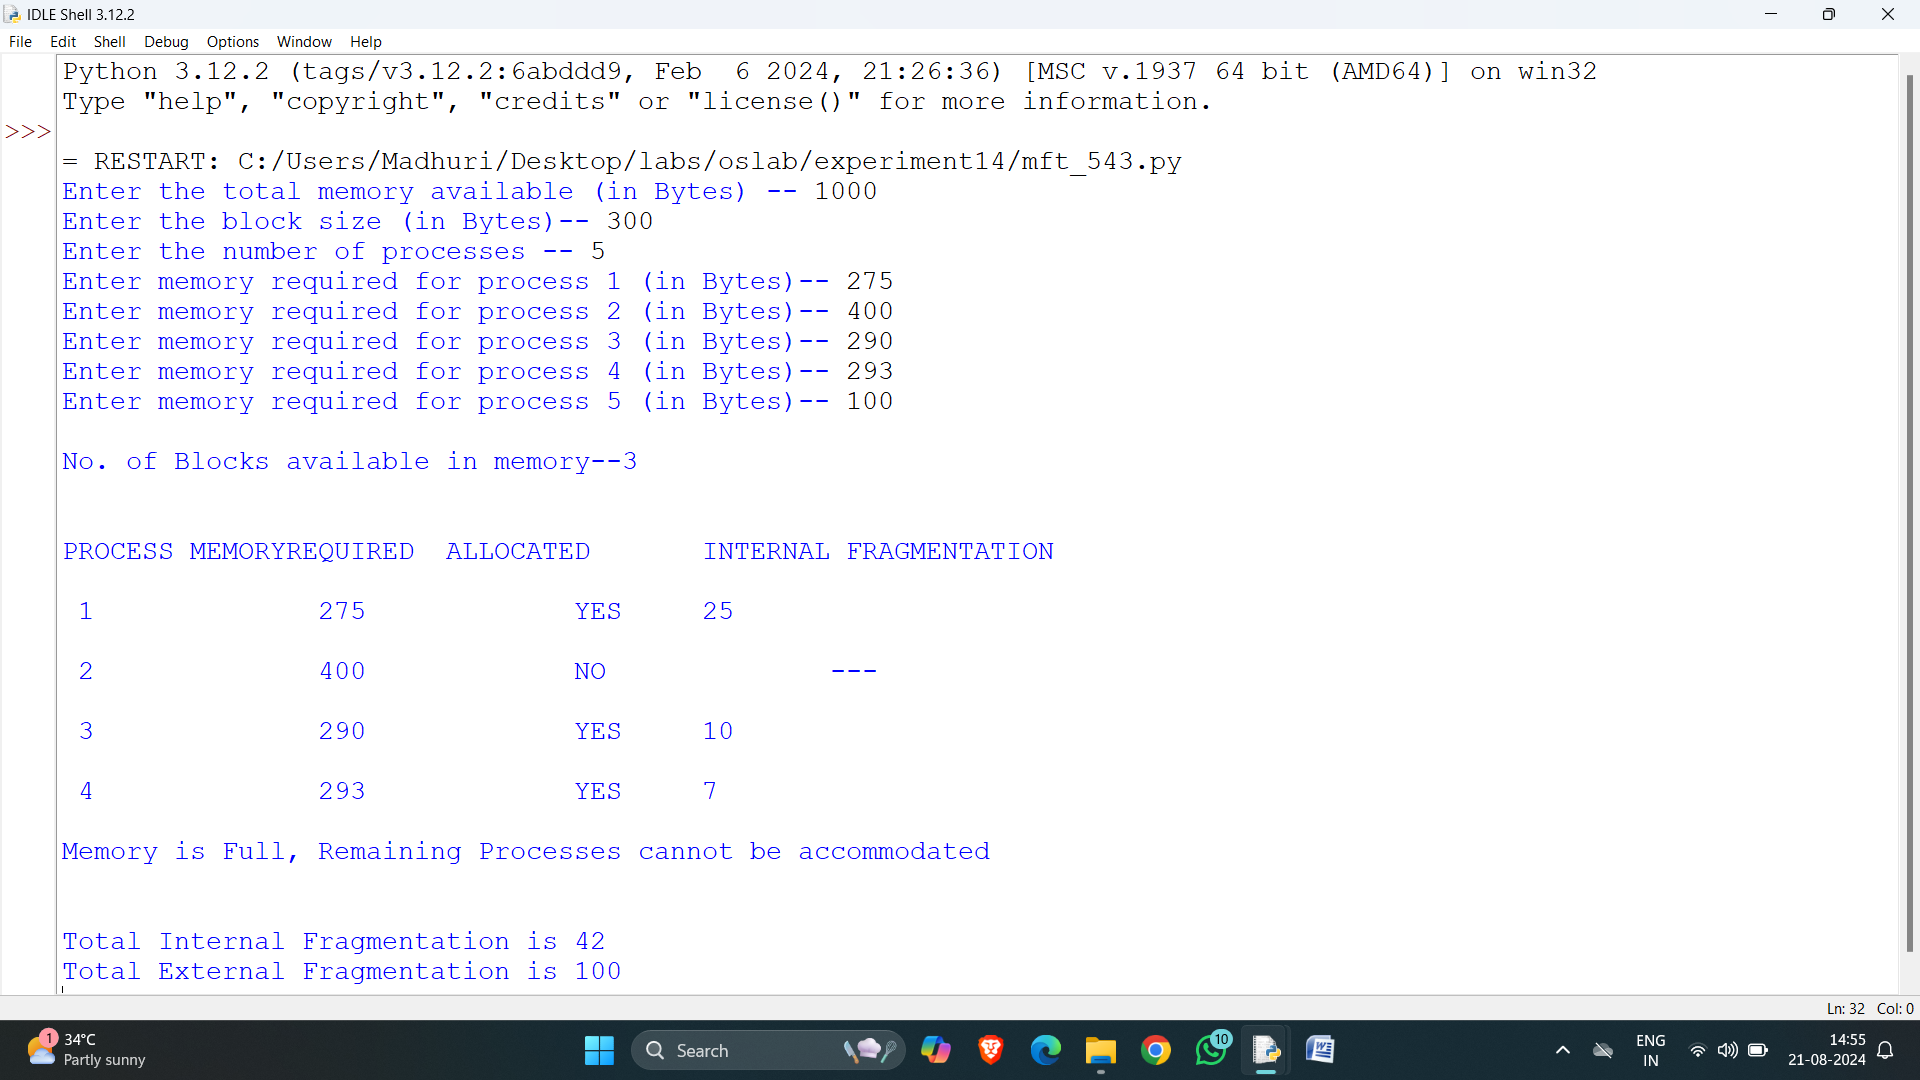 IDLE Shell 3.12.2
File Edit Shell Debug Options Window Help
Python 3.12.2 (tags/v3.12.2:6abddd9, Feb  6 2024, 21:26:36) [MSC v.1937 64 bit (AMD64)] on win32
Type "help", "copyright", "credits" or "license()" for more information.
>>>
= RESTART: C:/Users/Madhuri/Desktop/labs/oslab/experiment14/mft_543.py
Enter the total memory available (in Bytes) -- 1000
Enter the block size (in Bytes)-- 300
Enter the number of processes -- 5
Enter memory required for process 1 (in Bytes)-- 275
Enter memory required for process 2 (in Bytes)-- 400
Enter memory required for process 3 (in Bytes)-- 290
Enter memory required for process 4 (in Bytes)-- 293
Enter memory required for process 5 (in Bytes)-- 100
No. of Blocks available in memory--3
PROCESS MEMORYREQUIRED  ALLOCATED       INTERNAL FRAGMENTATION
1 275 YES 25
2 400 NO ---
3 290 YES 10
4 293 YES 7
Memory is Full, Remaining Processes cannot be accommodated
Total Internal Fragmentation is 42
Total External Fragmentation is 100
Ln: 32 Col: 0
1 34°C
Partly sunny
Search
10
ENG
IN
14:55
21-08-2024